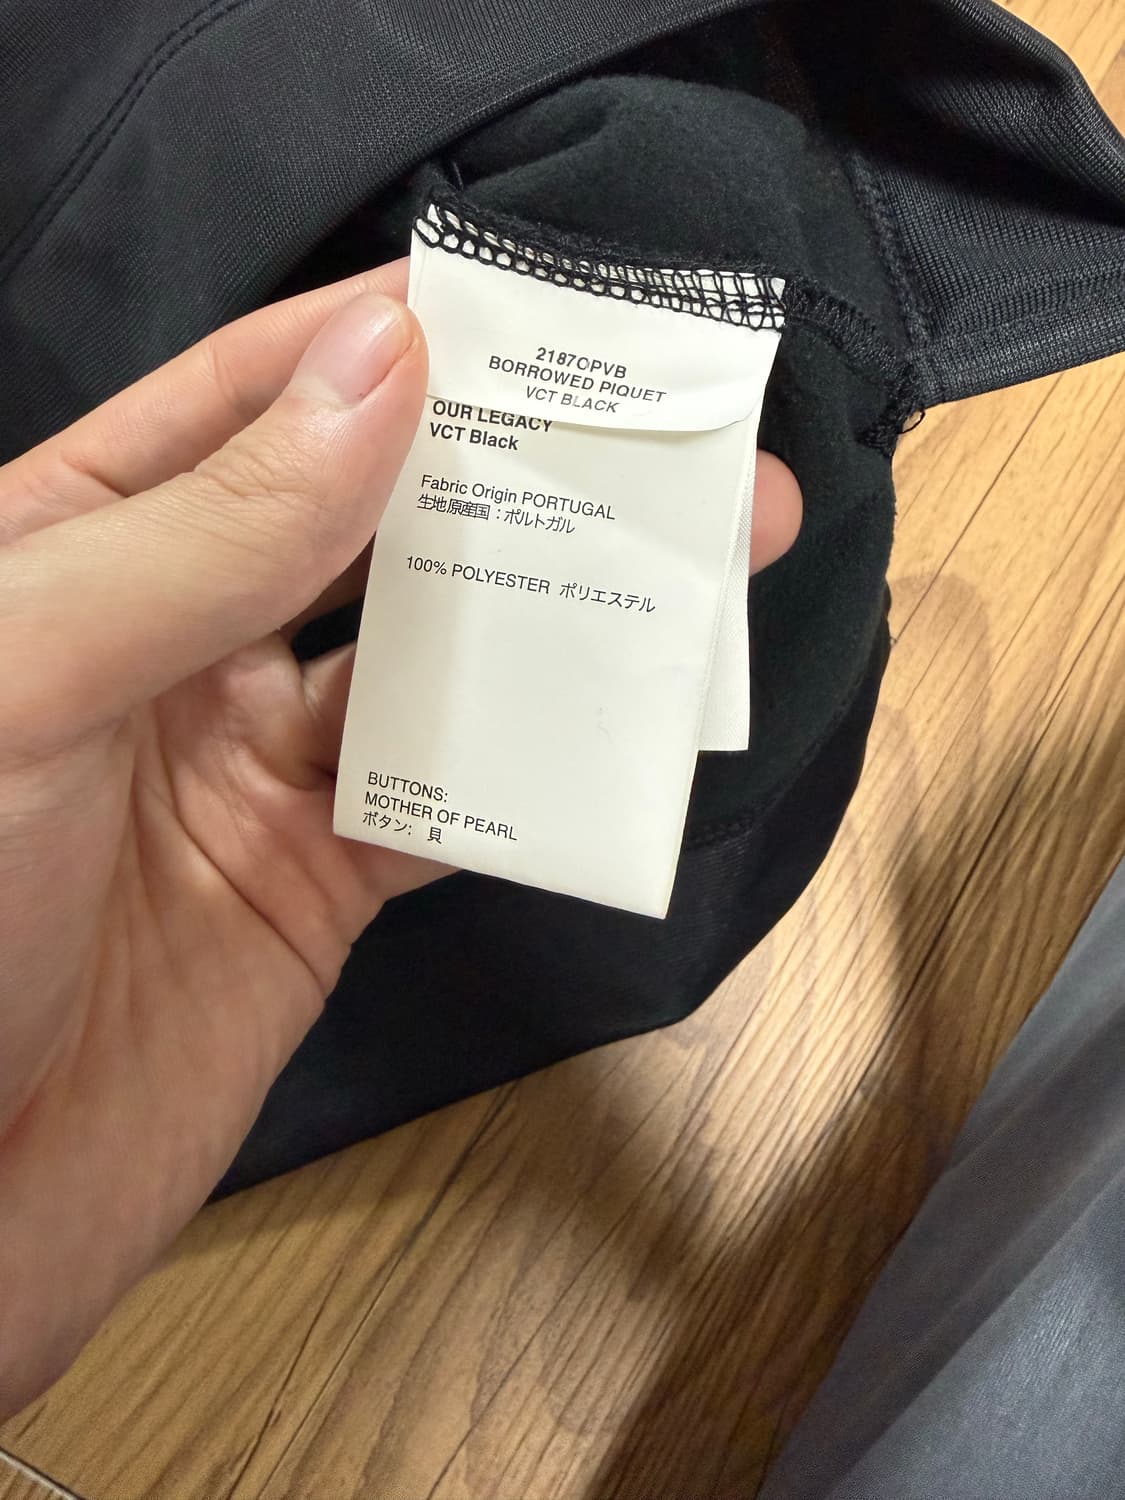 2187OPVB
BORROWED PIQUET
VCT BLACK
OUR LEGACY
VCT Black
Fabric Origin PORTUGAL
生地原産国：ポルトガル
100% POLYESTER ポリエステル
BUTTONS:
MOTHER OF PEARL
ボタン: 貝